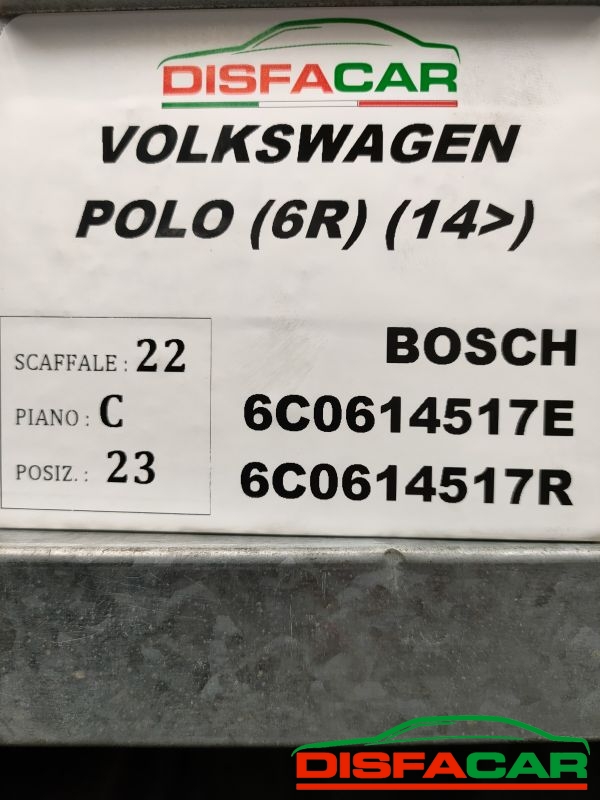 DISFACAR
VOLKSWAGEN
POLO (6R) (14>)
SCAFFALE : 22
PIANO : C
POSIZ. : 23
BOSCH
6C0614517E
6C0614517R
DISFACAR